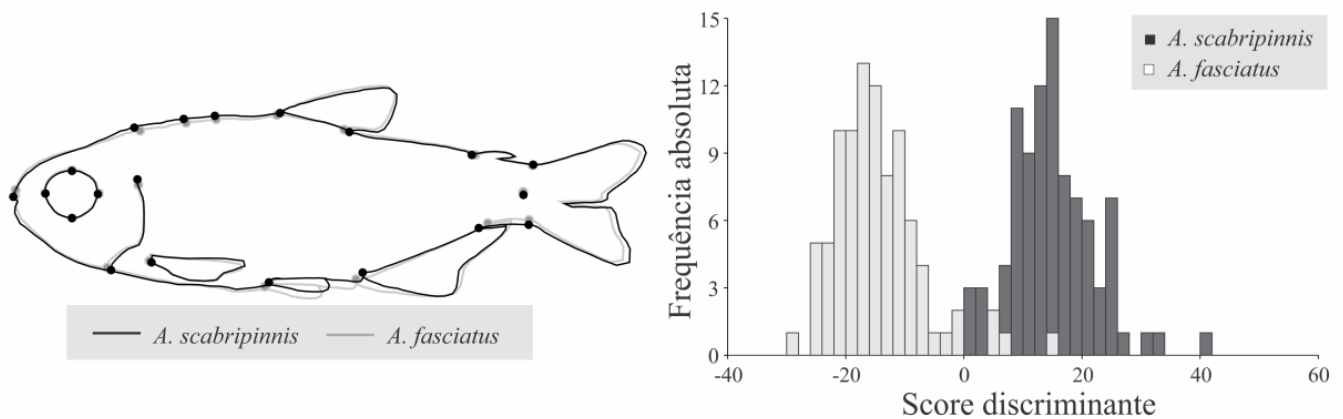 A. scabripinnis
A. fasciatus
Frequência absoluta
15
12
9
6
3
0
-40
-20
0
20
40
60
Score discriminante
A. scabripinnis
A. fasciatus